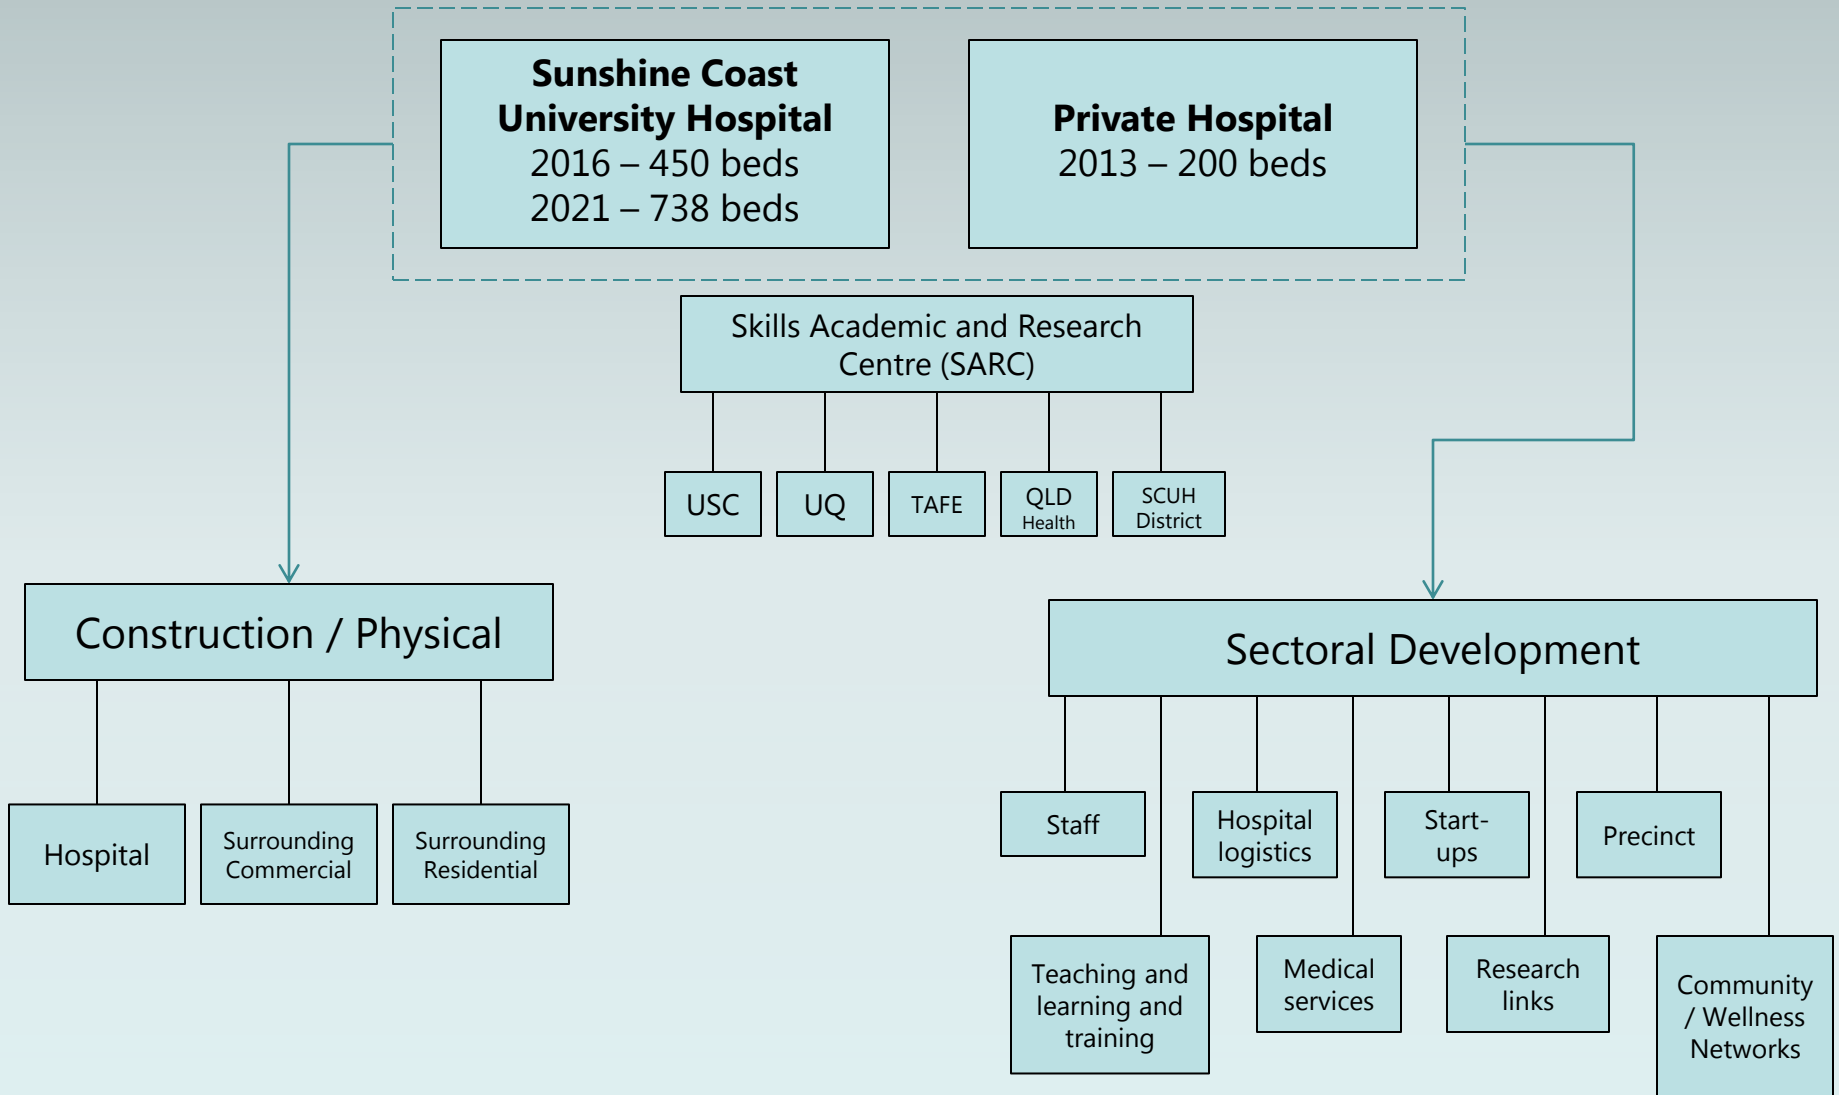 Sunshine Coast
University Hospital
2016 – 450 beds
2021 – 738 beds
Private Hospital
2013 – 200 beds
Skills Academic and Research
Centre (SARC)
USC
UQ
TAFE
QLD
Health
SCUH
District
Construction / Physical
Hospital
Surrounding
Commercial
Surrounding
Residential
Sectoral Development
Staff
Hospital
logistics
Start-
ups
Precinct
Teaching and
learning and
training
Medical
services
Research
links
Community
/ Wellness
Networks